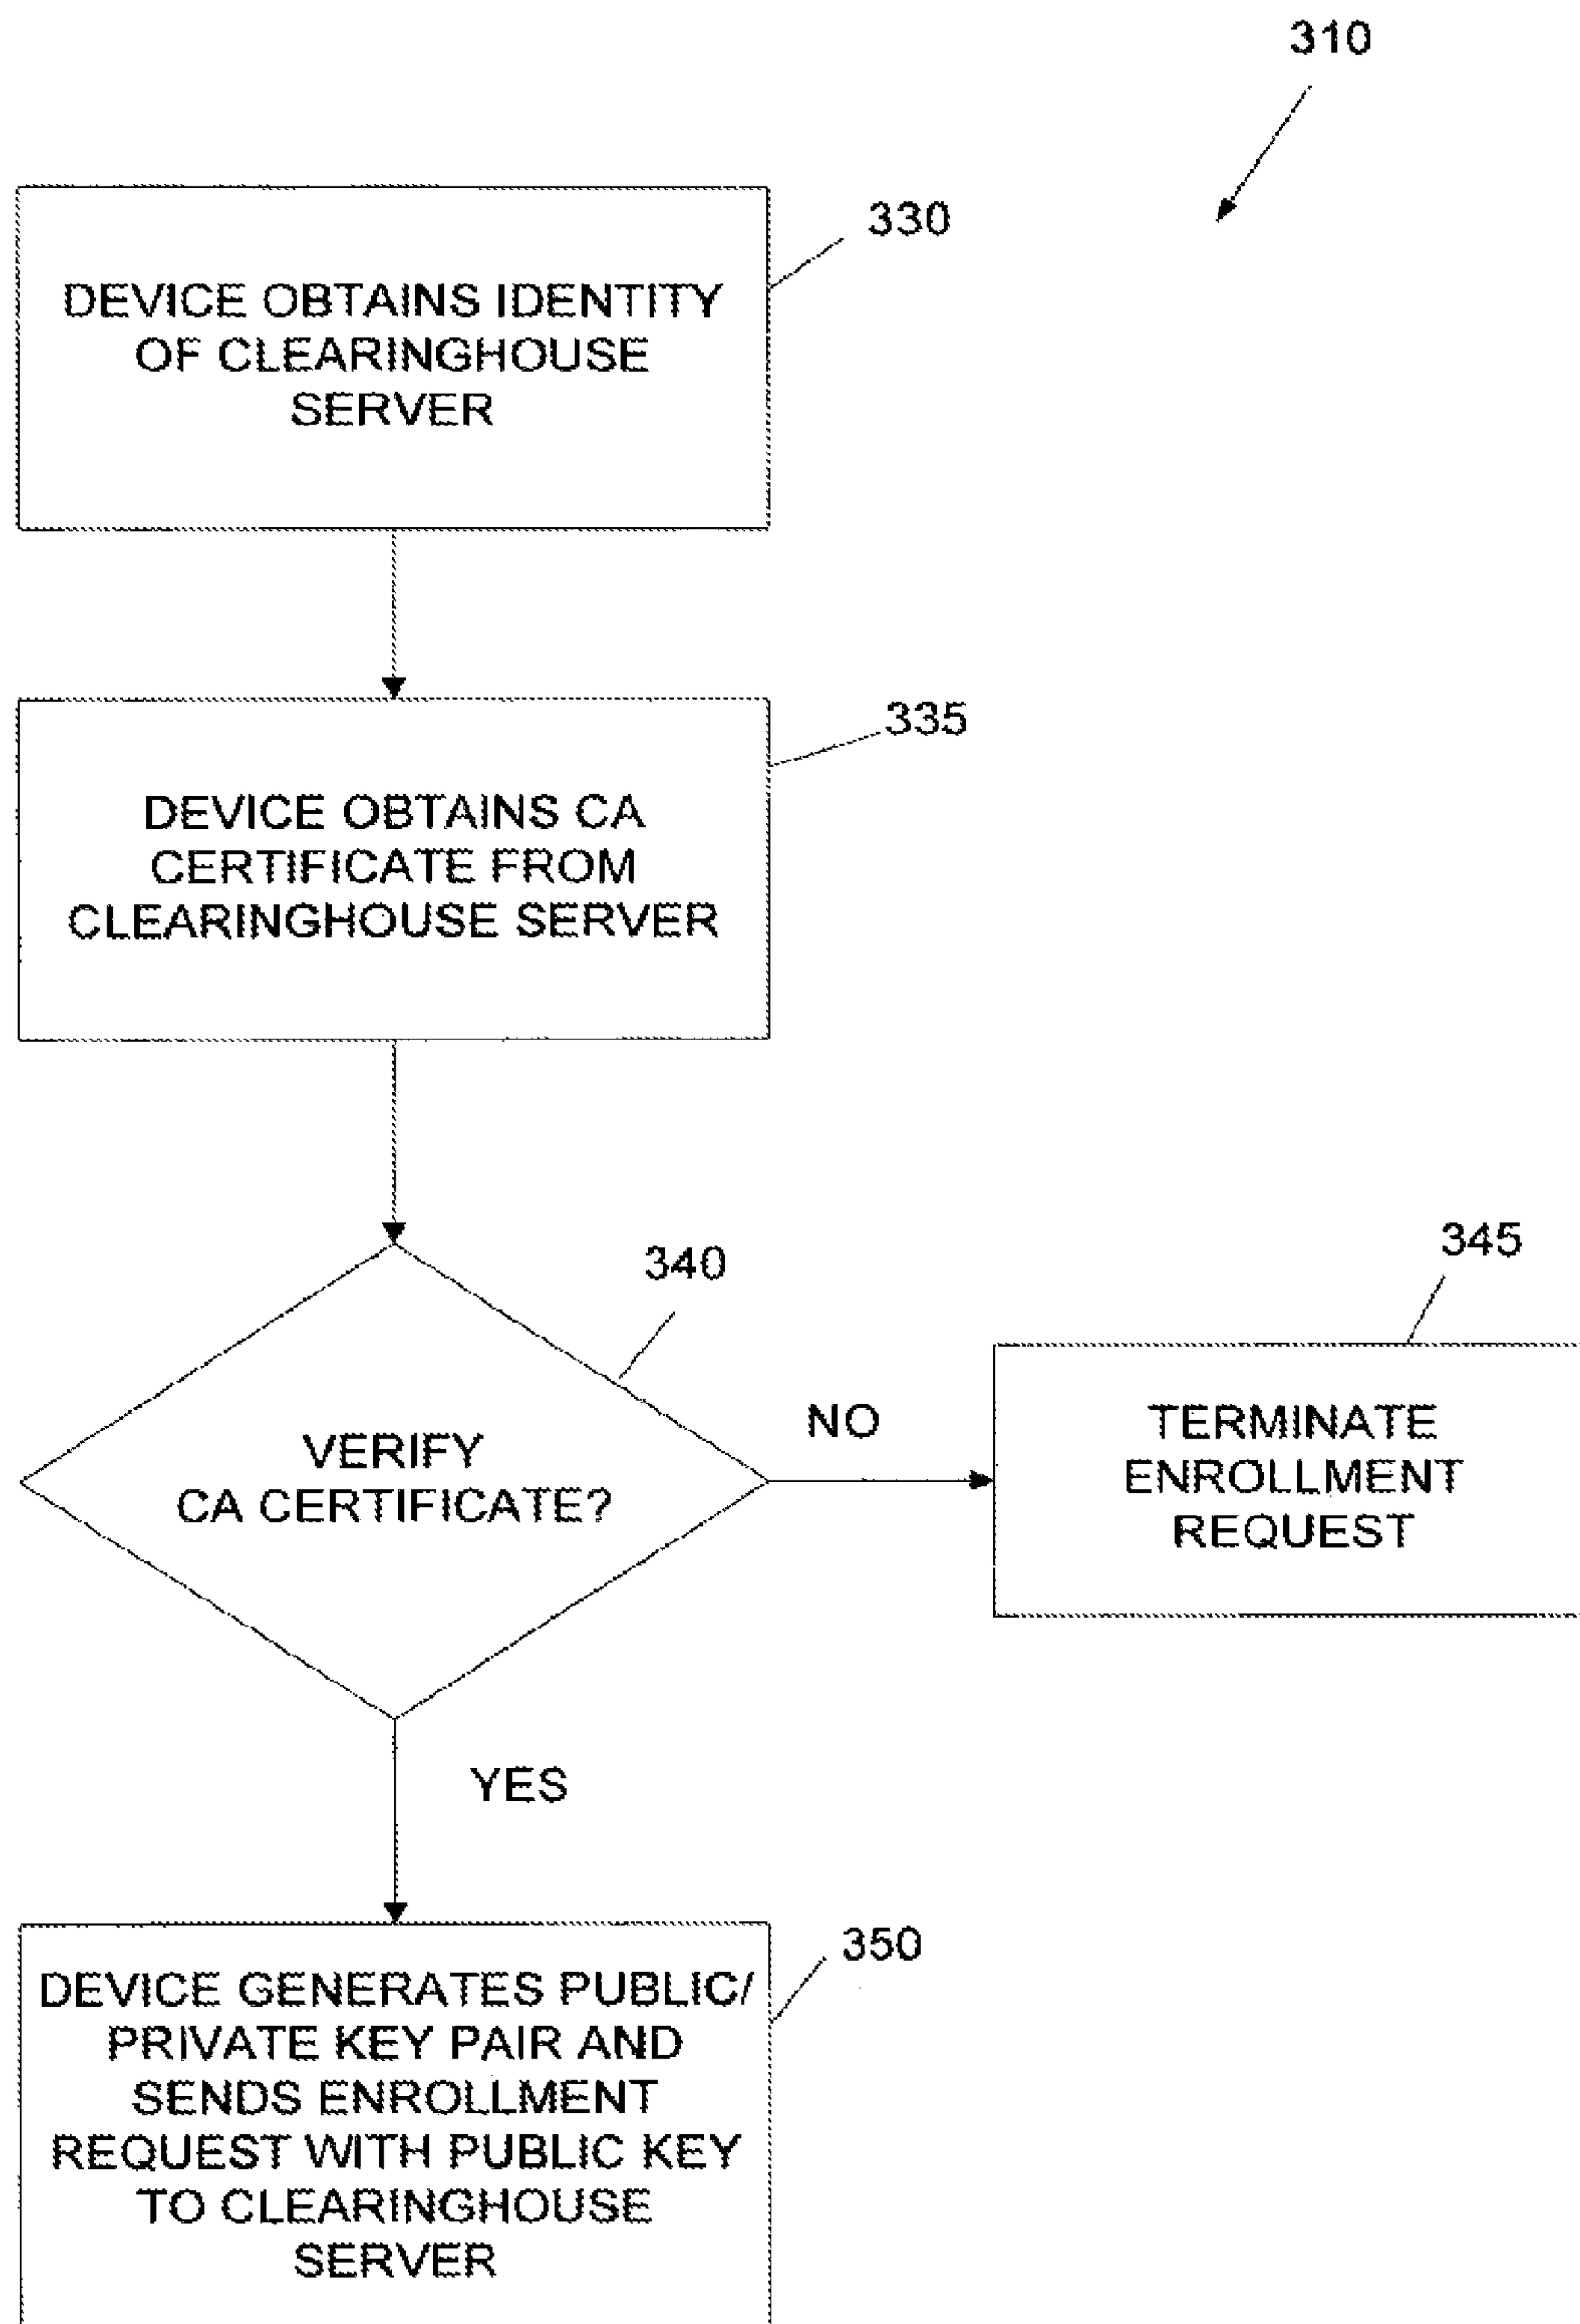 310
330
DEVICE OBTAINS IDENTITY
OF CLEARINGHOUSE
SERVER
335
DEVICE OBTAINS CA
CERTIFICATE FROM
CLEARINGHOUSE SERVER
340
VERIFY
CA CERTIFICATE?
NO
345
TERMINATE
ENROLLMENT
REQUEST
YES
350
DEVICE GENERATES PUBLIC/
PRIVATE KEY PAIR AND
SENDS ENROLLMENT
REQUEST WITH PUBLIC KEY
TO CLEARINGHOUSE
SERVER